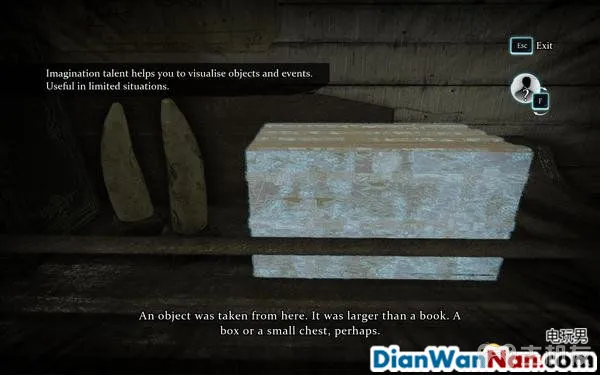 Esc Exit
Imagination talent helps you to visualise objects and events.
Useful in limited situations.
?
F
An object was taken from here. It was larger than a book. A
box or a small chest, perhaps.
电玩男
DianWanNan.com